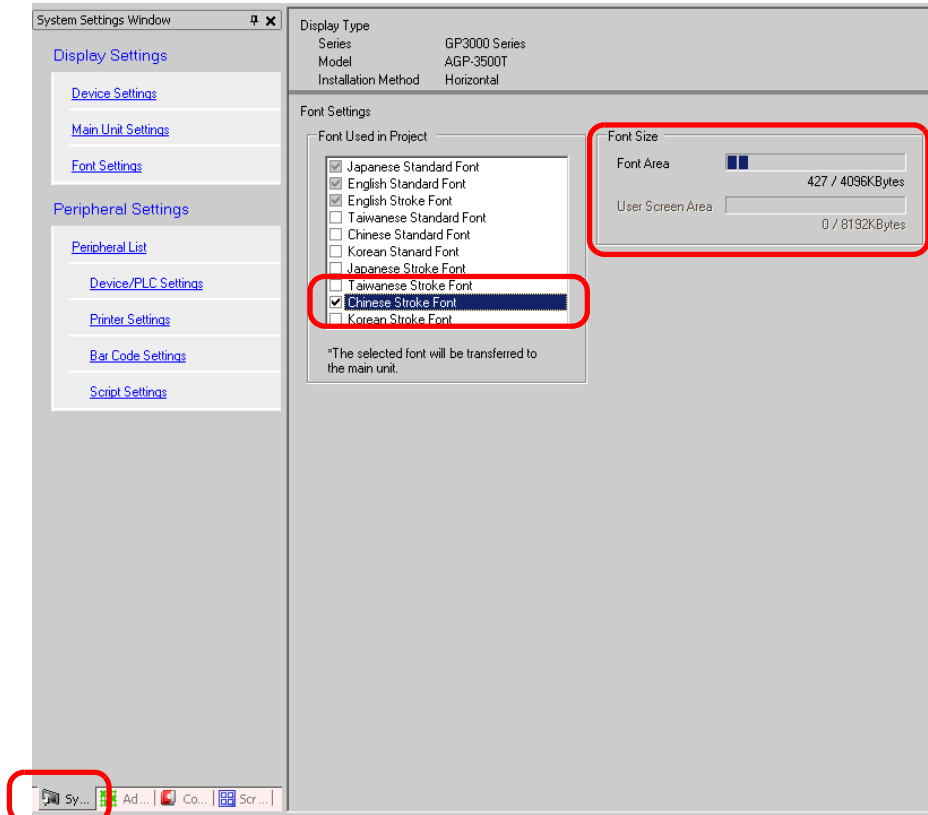 System Settings Window
Display Settings
Device Settings
Main Unit Settings
Font Settings
Peripheral Settings
Peripheral List
Device/PLC Settings
Printer Settings
Bar Code Settings
Script Settings
Sy...
Ad...
Co...
Scr...
Display Type
Series GP3000 Series
Model AGP-3500T
Installation Method Horizontal
Font Settings
Font Used in Project
Japanese Standard Font
English Standard Font
English Stroke Font
Taiwanese Standard Font
Chinese Standard Font
Korean Stanard Font
Japanese Stroke Font
Taiwanese Stroke Font
Chinese Stroke Font
Korean Stroke Font
*The selected font will be transferred to
the main unit.
Font Size
Font Area
427 / 4096KBytes
User Screen Area
0 / 8192KBytes